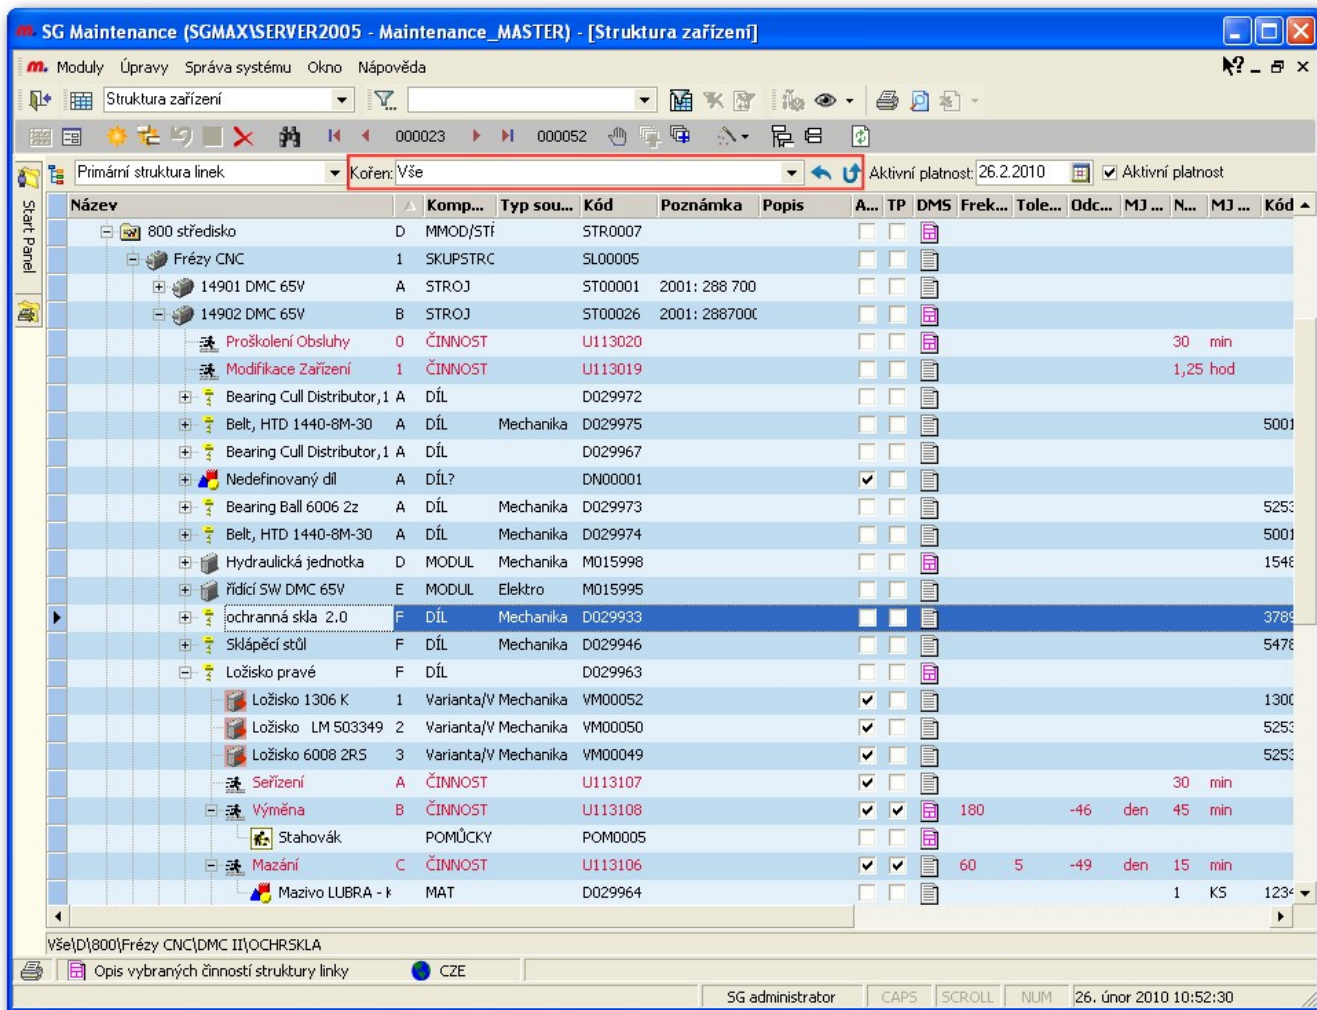 m. SG Maintenance (SGMAX\SERVER2005 - Maintenance_MASTER) - [Struktura zařízení]
m. Moduly Úpravy Správa systému Okno Nápověda
Struktura zařízení
000023 000052
Primární struktura linek Kořen: Vše Aktivní platnost: 26.2.2010 Aktivní platnost
Start Panel
Název Komp... Typ sou... Kód Poznámka Popis A... TP DMS Frek... Tole... Odc... MJ ... N... MJ ... Kód
800 středisko D MMOD/STŘ STR0007
Frézy CNC 1 SKUPSTRO SL00005
14901 DMC 65V A STROJ ST00001 2001: 288 700
14902 DMC 65V B STROJ ST00026 2001: 2887000
Proškolení Obsluhy 0 ČINNOST U113020 30 min
Modifikace Zařízení 1 ČINNOST U113019 1,25 hod
Bearing Cull Distributor,1 A DÍL D029972
Belt, HTD 1440-8M-30 A DÍL Mechanika D029975 5001
Bearing Cull Distributor,1 A DÍL D029967
Nedefinovaný díl A DÍL? DN00001
Bearing Ball 6006 2z A DÍL Mechanika D029973 5253
Belt, HTD 1440-8M-30 A DÍL Mechanika D029974 5001
Hydraulická jednotka D MODUL Mechanika M015998 1548
řídící SW DMC 65V E MODUL Elektro M015995
ochranná skla 2.0 F DÍL Mechanika D029933 3789
Sklápěcí stůl F DÍL Mechanika D029946 5478
Ložisko pravé F DÍL D029963
Ložisko 1306 K 1 Varianta/V Mechanika VM00052 1300
Ložisko LM 503349 2 Varianta/V Mechanika VM00050 5253
Ložisko 6008 2RS 3 Varianta/V Mechanika VM00049 5253
Seřízení A ČINNOST U113107 30 min
Výměna B ČINNOST U113108 180 -46 den 45 min
Stahovák POMŮCKY POM0005
Mazání C ČINNOST U113106 60 5 -49 den 15 min
Mazivo LUBRA - K MAT D029964 1 KS 1234
Vše\D\800\Frézy CNC\DMC II\OCHRSKLA
Opis vybraných činností struktury linky CZE
SG administrator CAPS SCROLL NUM 26. únor 2010 10:52:30